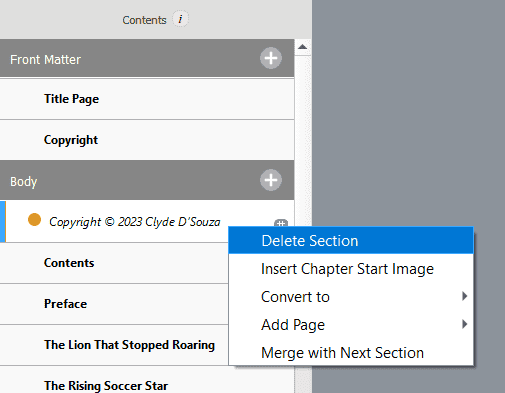 Contents i
Front Matter
Title Page
Copyright
Body
Copyright © 2023 Clyde D'Souza
Delete Section
Contents
Insert Chapter Start Image
Convert to
Preface
Add Page
The Lion That Stopped Roaring
Merge with Next Section
The Rising Soccer Star